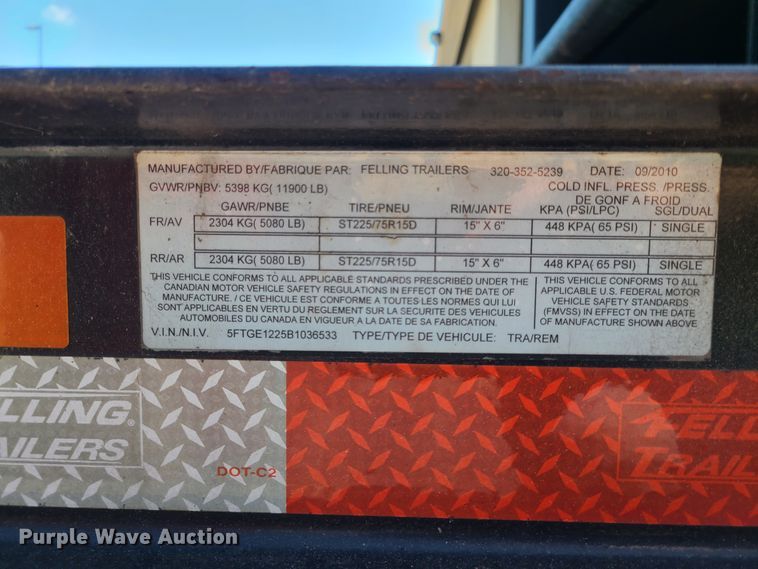 MANUFACTURED BY/FABRIQUE PAR: FELLING TRAILERS 320-352-5239 DATE: 09/2010
GVWR/PNBV: 5398 KG( 11900 LB) COLD INFL. PRESS. /PRESS.
DE GONF A FROID
GAWR/PNBE TIRE/PNEU RIM/JANTE KPA (PSI/LPC) SGL/DUAL
FR/AV 2304 KG( 5080 LB) ST225/75R15D 15" X 6" 448 KPA( 65 PSI) SINGLE
RR/AR 2304 KG( 5080 LB) ST225/75R15D 15" X 6" 448 KPA( 65 PSI) SINGLE
THIS VEHICLE CONFORMS TO ALL APPLICABLE STANDARDS PRESCRIBED UNDER THE
CANADIAN MOTOR VEHICLE SAFETY REGULATIONS IN EFFECT ON THE DATE OF
MANUFACTURE. / CE VEHICULE EST CONFORME A TOUTES LES NORMES QUI LUI
SONT APPLICABLES EN VERTU DU REGLEMENT SUR LA SECURITE DES VEHICULES
AUTOMOBILES DU CANADA EN VIGUEUR A LA DATE DE SA FABRICATION.
THIS VEHICLE CONFORMS TO ALL
APPLICABLE U.S. FEDERAL MOTOR
VEHICLE SAFETY STANDARDS
(FMVSS) IN EFFECT ON THE DATE
OF MANUFACTURE SHOWN ABOVE
V.I.N./N.I.V. 5FTGE1225B1036533 TYPE/TYPE DE VEHICULE: TRA/REM
ELLING®
AILERS
DOT-C2
FELLING
TRAILER
Purple Wave Auction